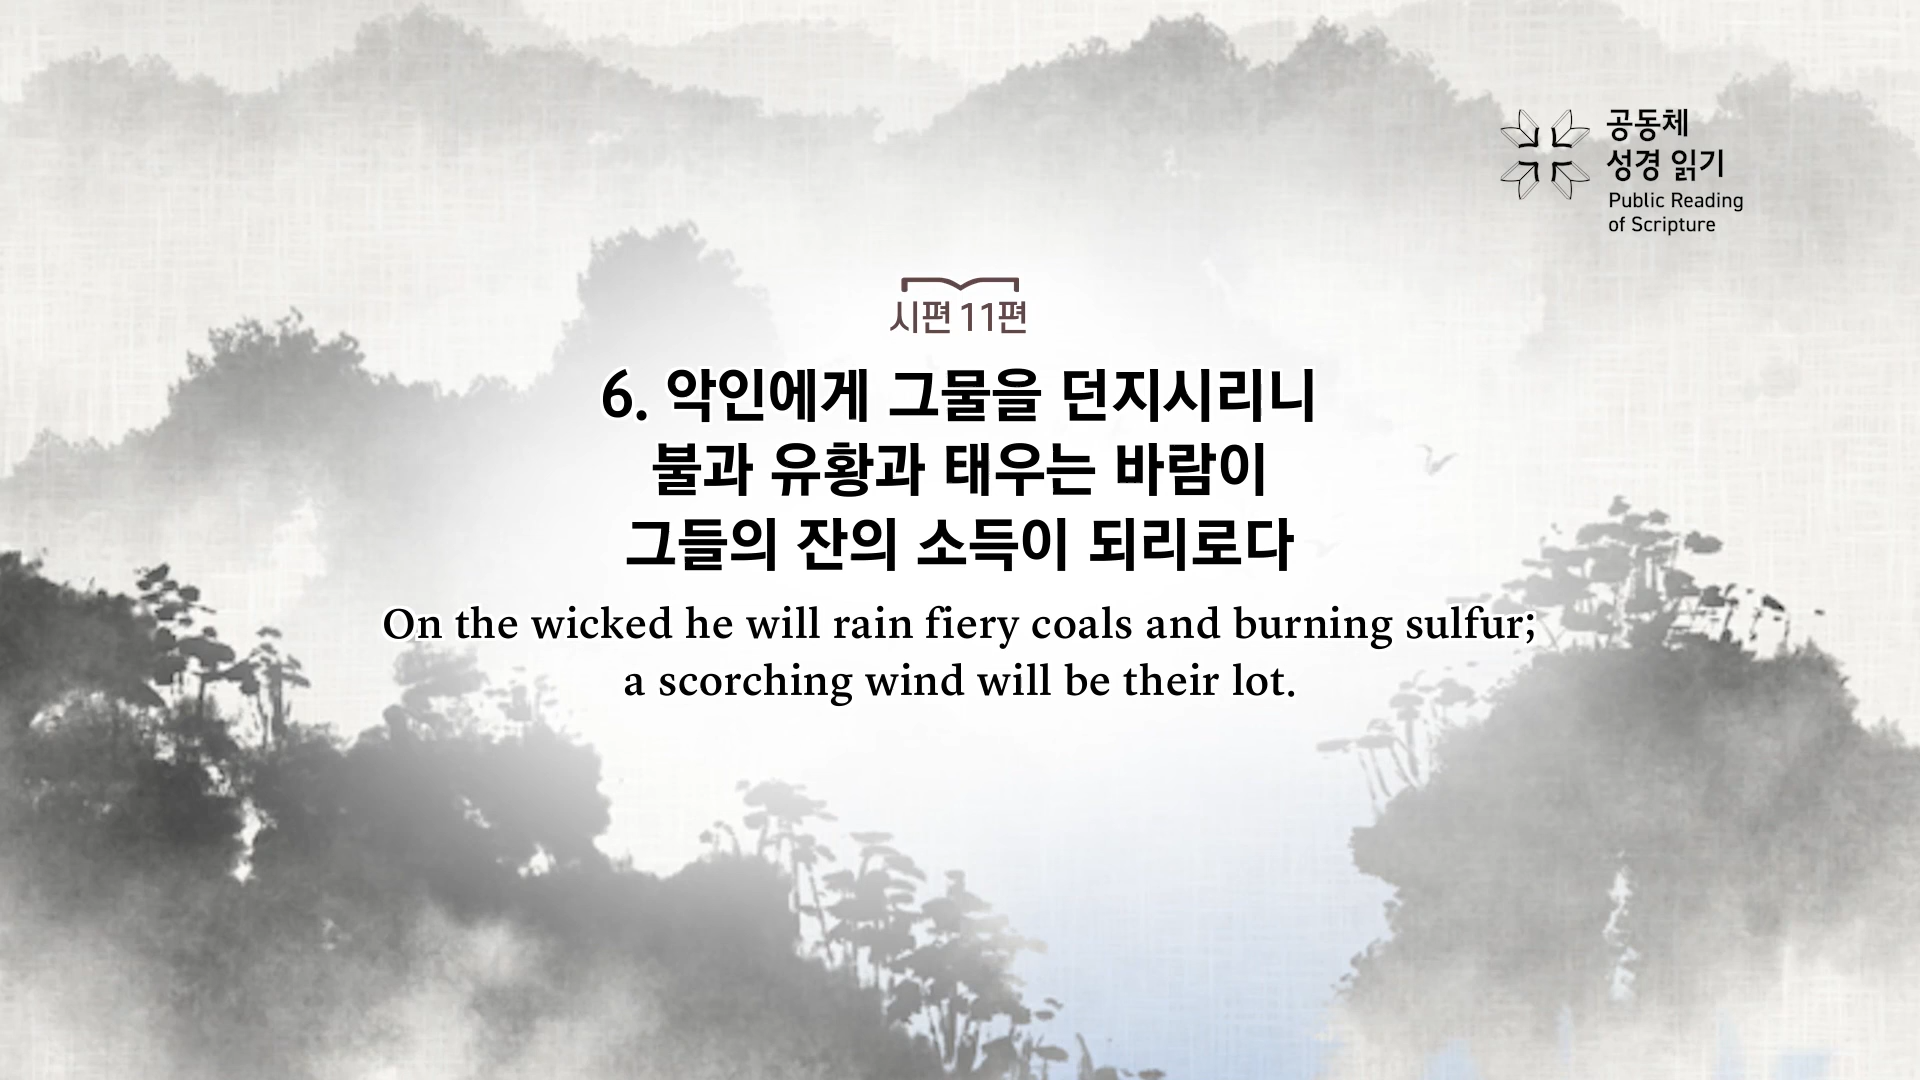 공동체
성경 읽기
Public Reading
of Scripture
시편 11편
6. 악인에게 그물을 던지시리니
불과 유황과 태우는 바람이
그들의 잔의 소득이 되리로다
On the wicked he will rain fiery coals and burning sulfur;
a scorching wind will be their lot.